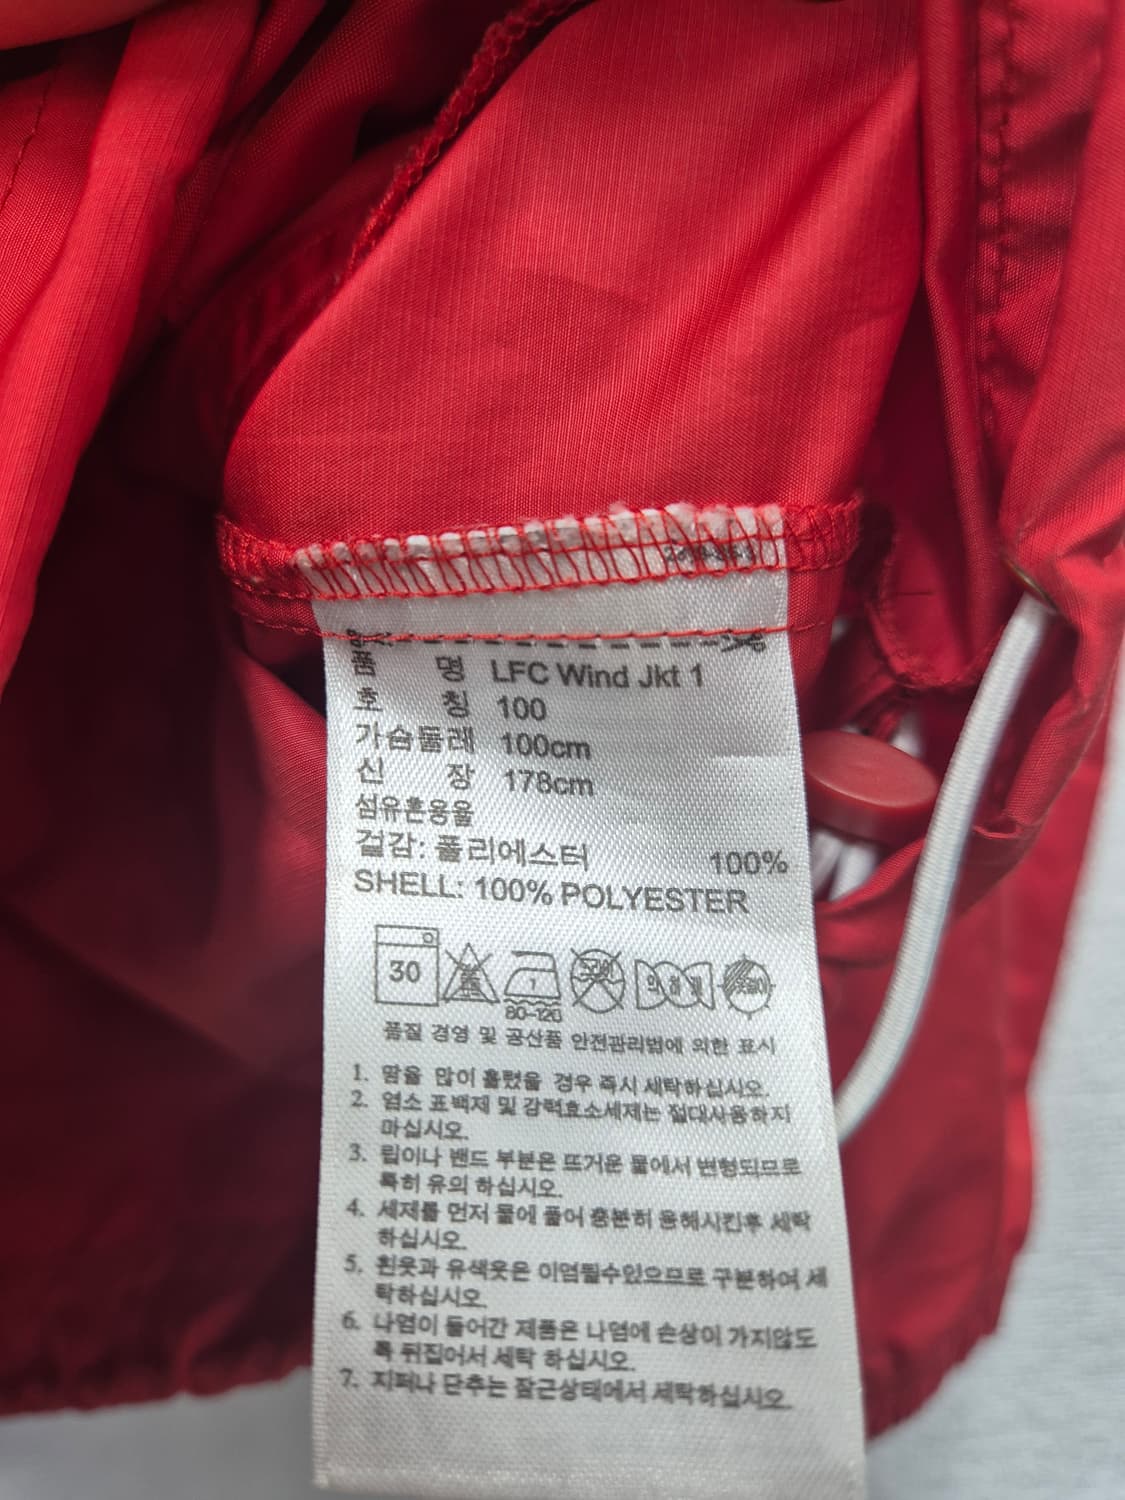 품 명 LFC Wind Jkt 1
호 칭 100
가슴둘레 100cm
신 장 178cm
섬유혼용율
겉감: 폴리에스터 100%
SHELL: 100% POLYESTER
30
80~120
품질 경영 및 공산품 안전관리법에 의한 표시
1. 땀을 많이 흘렸을 경우 즉시 세탁하십시오.
2. 염소 표백제 및 강력효소세제는 절대사용하지
마십시오.
3. 립이나 밴드 부분은 뜨거운 물에서 변형되므로
특히 유의 하십시오.
4. 세제를 먼저 물에 풀어 충분히 용해시킨후 세탁
하십시오.
5. 흰옷과 유색옷은 이염될수있으므로 구분하여 세
탁하십시오.
6. 나염이 들어간 제품은 나염에 손상이 가지않도
록 뒤집어서 세탁 하십시오.
7. 지퍼나 단추는 잠근상태에서 세탁하십시오.